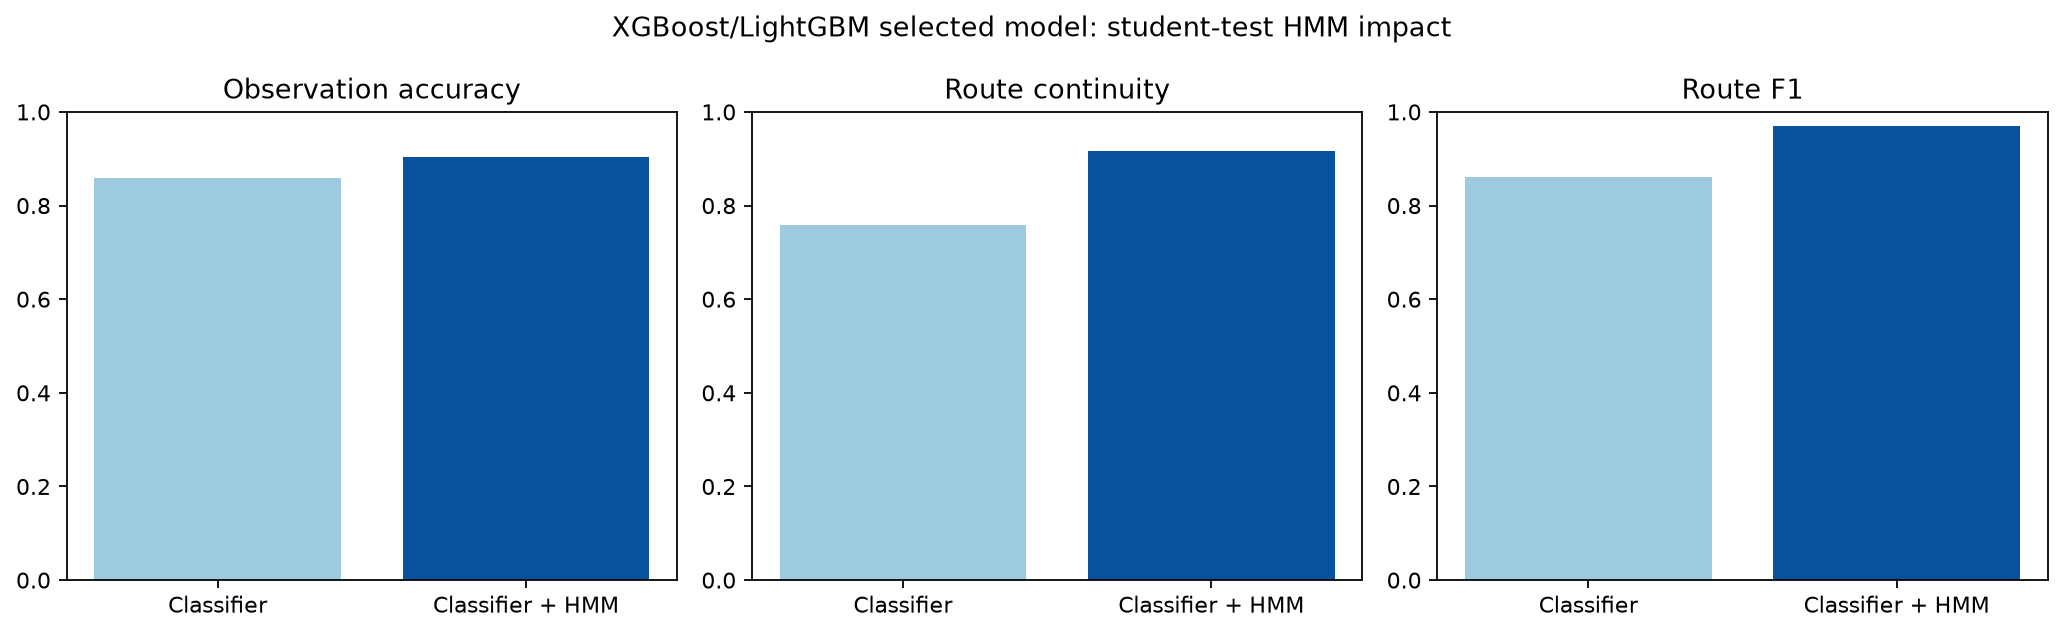 XGBoost/LightGBM selected model: student-test HMM impact
Observation accuracy
1.0
0.8
0.6
0.4
0.2
0.0
Classifier
Classifier + HMM
Route continuity
1.0
0.8
0.6
0.4
0.2
0.0
Classifier
Classifier + HMM
Route F1
1.0
0.8
0.6
0.4
0.2
0.0
Classifier
Classifier + HMM